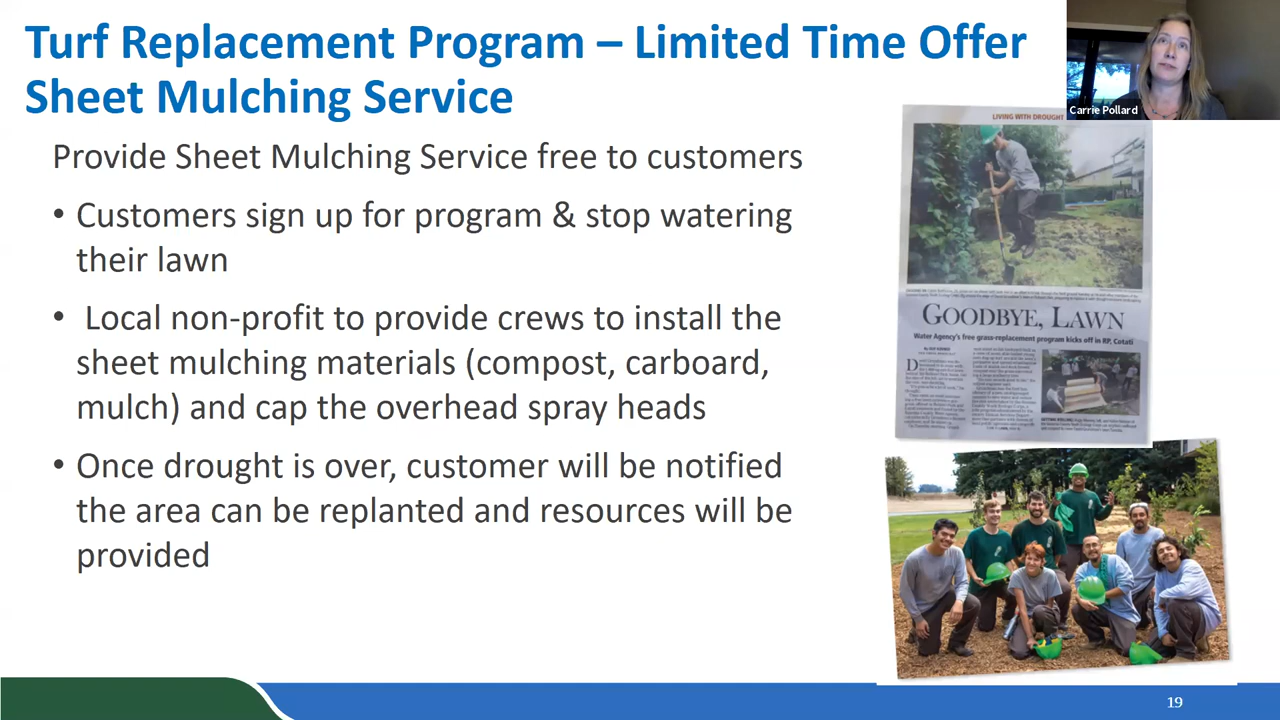 Turf Replacement Program – Limited Time Offer
Sheet Mulching Service
Carrie Pollard
Provide Sheet Mulching Service free to customers
• Customers sign up for program & stop watering
their lawn
• Local non-profit to provide crews to install the
sheet mulching materials (compost, carboard,
mulch) and cap the overhead spray heads
• Once drought is over, customer will be notified
the area can be replanted and resources will be
provided
LIVING WITH DROUGHT
GOODBYE, LAWN
Water Agency's free grass-replacement program kicks off in RP, Cotati
19